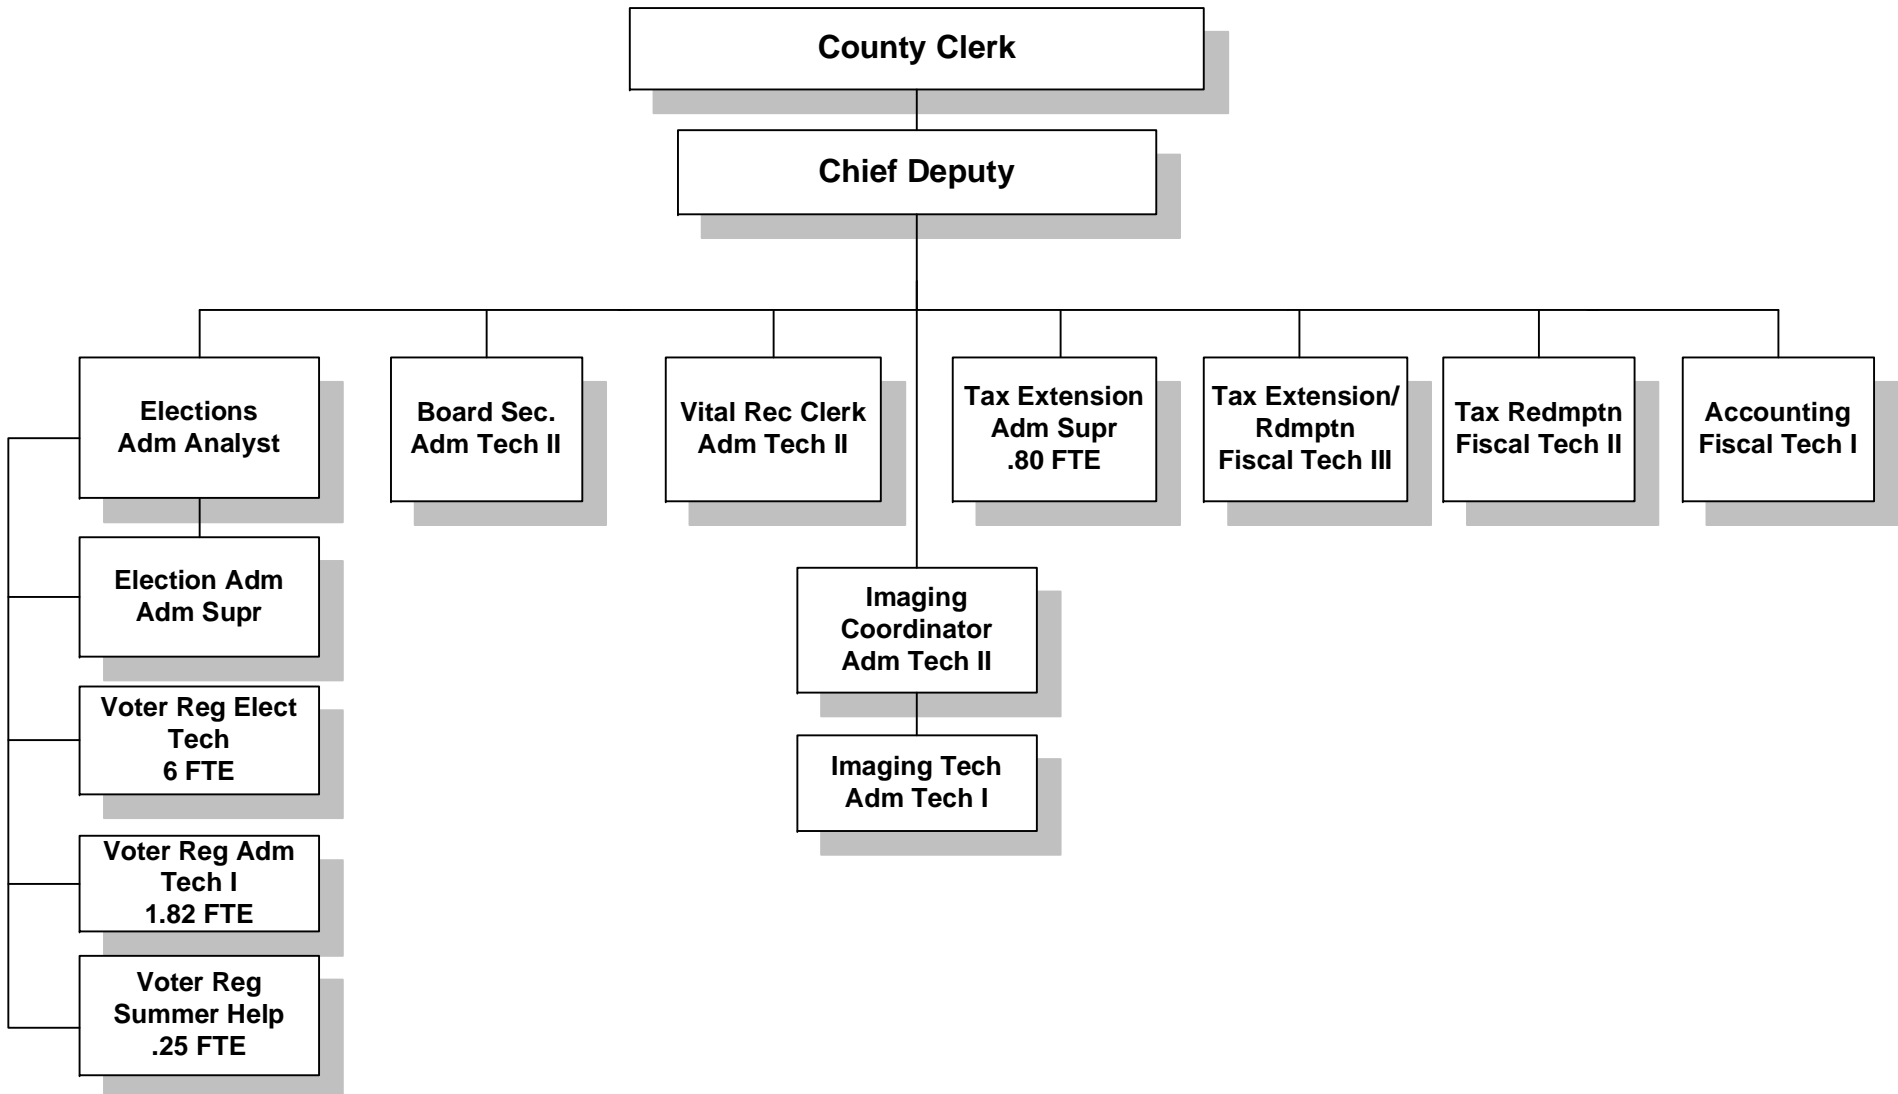 County Clerk
Chief Deputy
Elections
Adm Analyst
Board Sec.
Adm Tech II
Vital Rec Clerk
Adm Tech II
Tax Extension
Adm Supr
.80 FTE
Tax Extension/
Rdmptn
Fiscal Tech III
Tax Redmptn
Fiscal Tech II
Accounting
Fiscal Tech I
Election Adm
Adm Supr
Voter Reg Elect
Tech
6 FTE
Voter Reg Adm
Tech I
1.82 FTE
Voter Reg
Summer Help
.25 FTE
Imaging
Coordinator
Adm Tech II
Imaging Tech
Adm Tech I